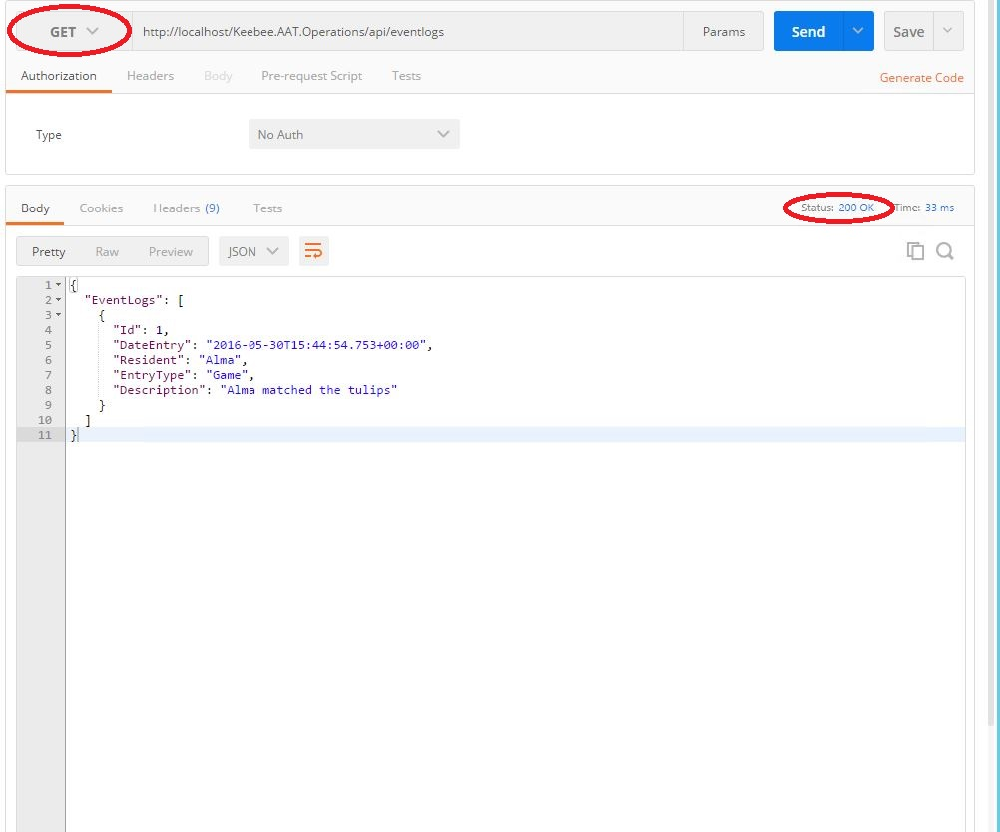 GET http://localhost/Keebee.AAT.Operations/api/eventlogs Params Send Save
Authorization Headers Body Pre-request Script Tests Generate Code
Type No Auth
Body Cookies Headers (9) Tests Status: 200 OK Time: 33 ms
Pretty Raw Preview JSON
1 {
2 "EventLogs": [
3 {
4 "Id": 1,
5 "DateEntry": "2016-05-30T15:44:54.753+00:00",
6 "Resident": "Alma",
7 "EntryType": "Game",
8 "Description": "Alma matched the tulips"
9 }
10 ]
11 }